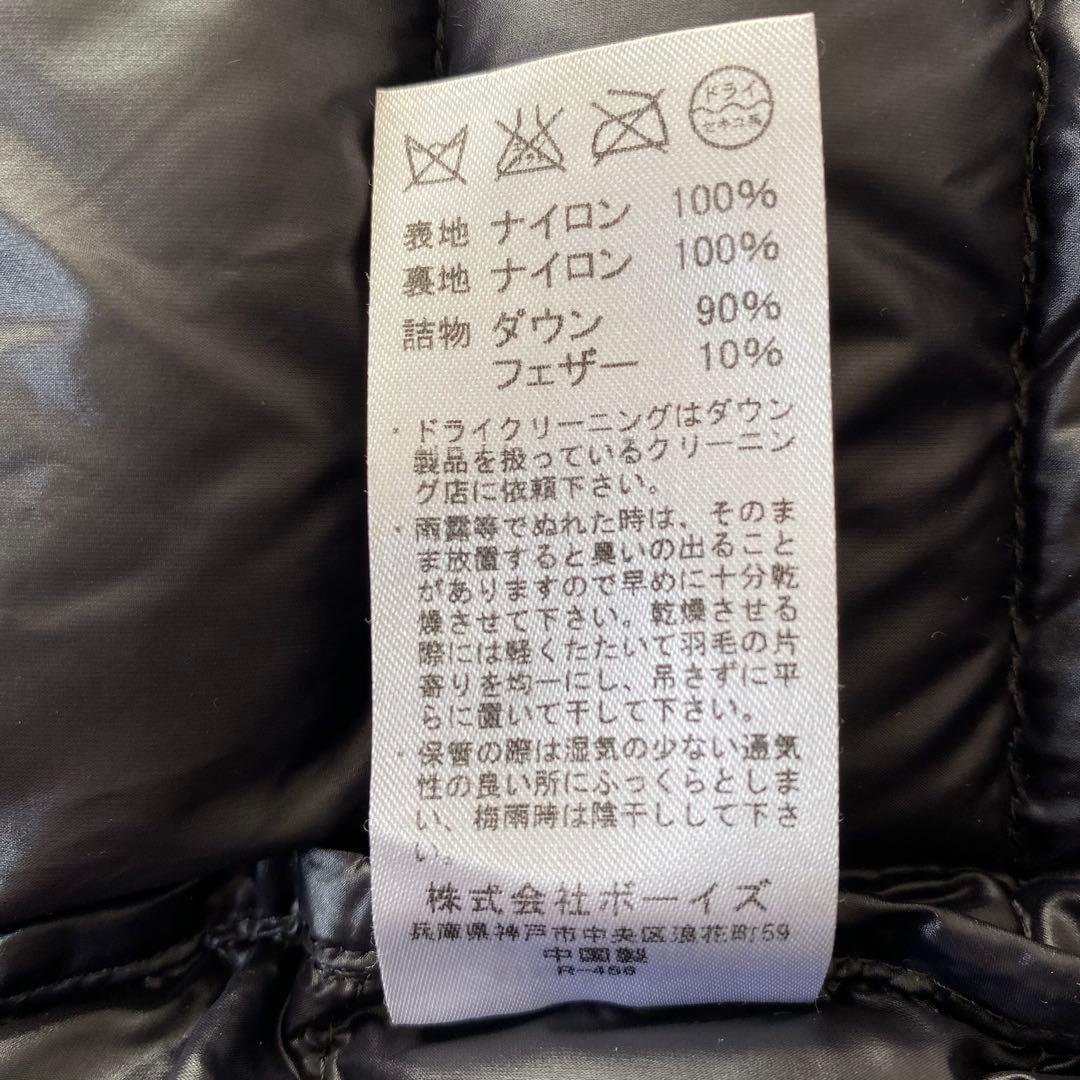 ドライ
セキユ系
表地 ナイロン 100%
裏地 ナイロン 100%
詰物 ダウン 90%
フェザー 10%
・ドライクリーニングはダウン
製品を扱っているクリーニン
グ店に依頼下さい。
・雨露等でぬれた時は、そのま
ま放置すると臭いの出ること
がありますので早めに十分乾
燥させて下さい。乾燥させる
際には軽くたたいて羽毛の片
寄りを均一にし、吊さずに平
らに置いて干して下さい。
・保管の際は湿気の少ない通気
性の良い所にふっくらとしま
い、梅雨時は陰干しして下さ
い。
株式会社ボーイズ
兵庫県神戸市中央区浪花町59
中国製